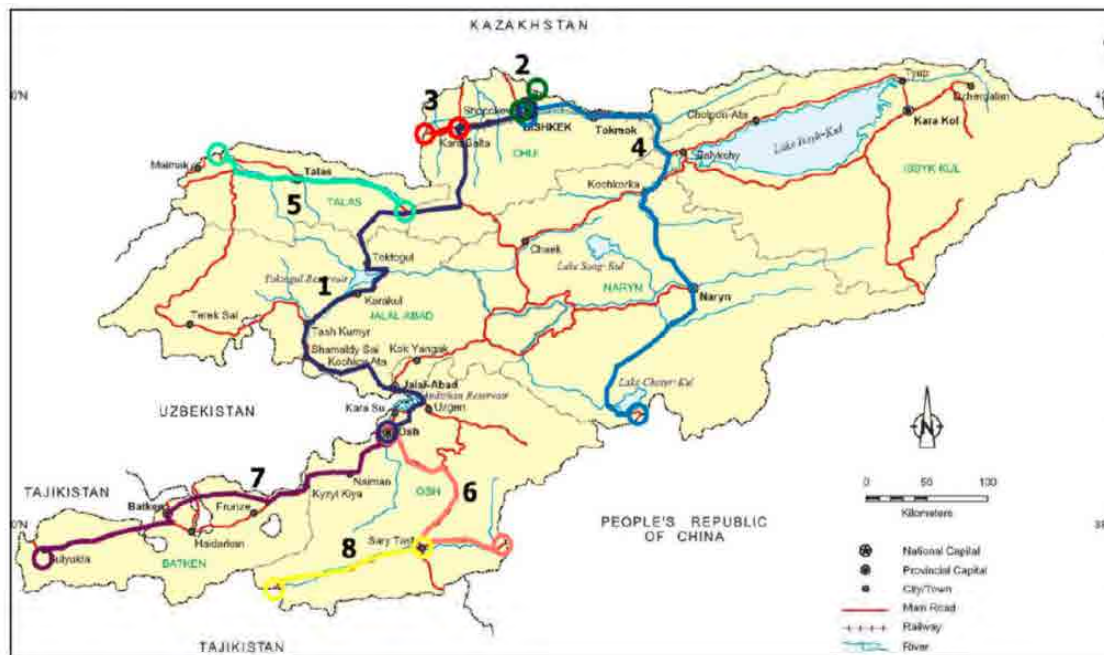 KAZAKHSTAN
2
3
BISHKEK
Kara Balta
CHUI
Tokmok
4
Cholpon-Ata
Tyup
Kara Kol
Lake Issyk-Kul
Balykchy
ISSYK KUL
Kochkorka
Maimak
Talas
5
TALAS
Toktogul
Toktogul Reservoir
1
Karakul
Chaek
Lake Song-Kul
NARYN
Naryn
Terek Sai
JALAL ABAD
Tash Kumyr
Shamaldy Sai
Kochkor Ata
Kok Yangak
Jalal-Abad
Andizhan Reservoir
Lake Chatyr-Kul
UZBEKISTAN
Kara Su
Uzgen
Osh
N
7
Naiman
OSH
6
TAJIKISTAN
Kyzyl Kiya
Batken
Frunze
0 50 100
Kilometers
PEOPLE'S REPUBLIC
OF CHINA
Haidarkan
8
Sary Tash
Sulyukta
BATKEN
National Capital
Provincial Capital
City/Town
Main Road
Railway
River
TAJIKISTAN